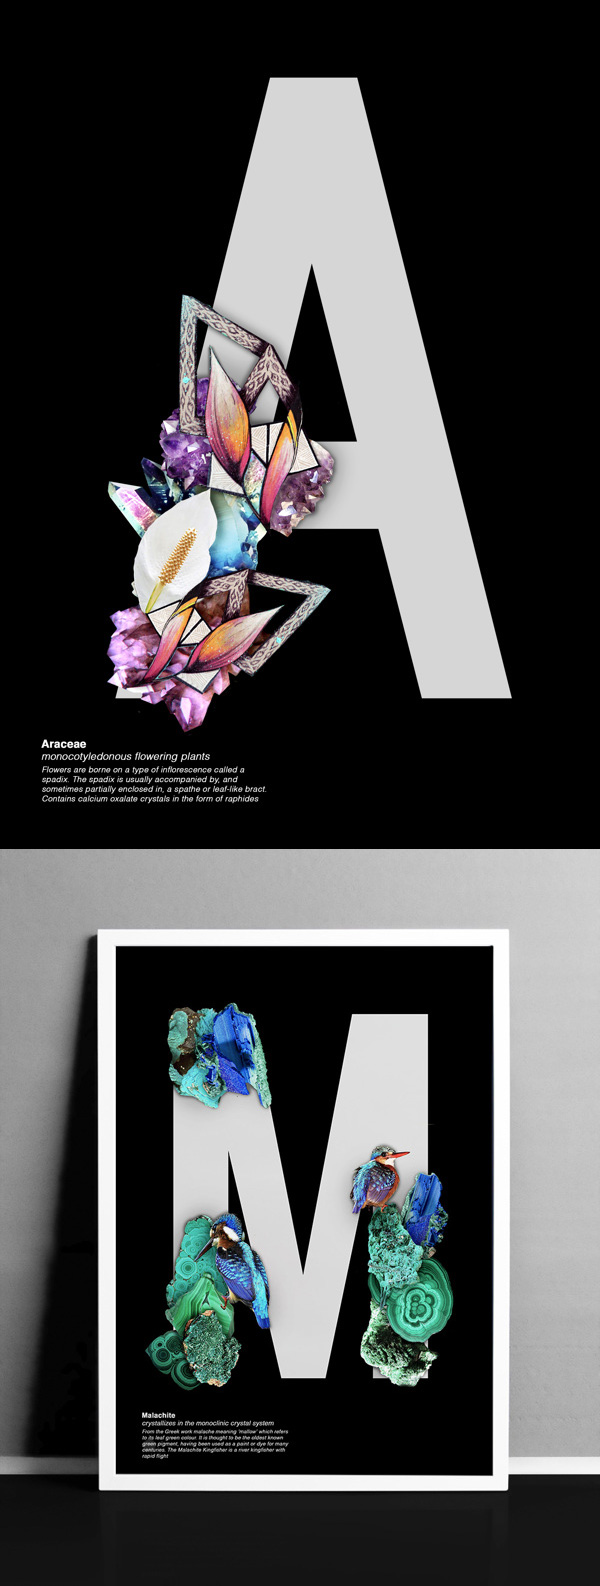 A
Araceae
monocotyledonous flowering plants
Flowers are borne on a type of inflorescence called a
spadix. The spadix is usually accompanied by, and
sometimes partially enclosed in, a spathe or leaf-like bract.
Contains calcium oxalate crystals in the form of raphides
M
Malachite
crystallizes in the monoclinic crystal system
From the Greek work malache meaning 'mallow' which refers
to its leaf green colour. It is thought to be the oldest known
green pigment, having been used as a paint or dye for many
centuries. The Malachite Kingfisher is a river kingfisher with
rapid flight